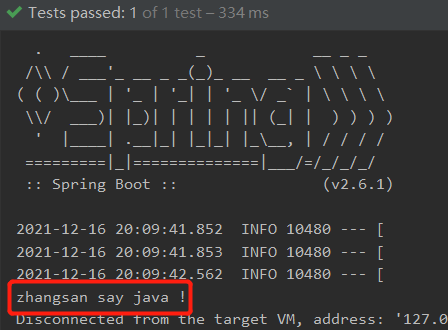 Tests passed: 1 of 1 test – 334 ms
  .   ____          _            __ _ _
 /\\ / ___'_ __ _ _(_)_ __  __ _ \ \ \ \
( ( )\___ | '_ | '_| | '_ \/ _` | \ \ \ \
 \\/  ___)| |_)| | | | | || (_| |  ) ) ) )
  '  |____| .__|_| |_|_| |_\__, | / / / /
 =========|_|==============|___/=/_/_/_/
 :: Spring Boot ::                (v2.6.1)
2021-12-16 20:09:41.852  INFO 10480 --- [
2021-12-16 20:09:41.853  INFO 10480 --- [
2021-12-16 20:09:42.562  INFO 10480 --- [
zhangsan say java !
Disconnected from the target VM, address: '127.0